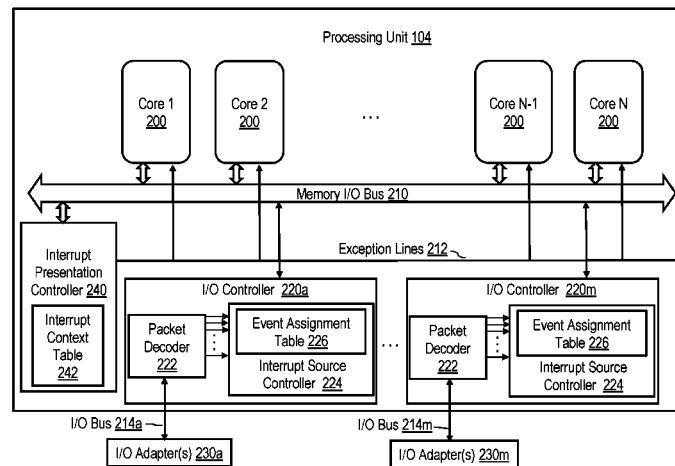 Processing Unit 104
Core 1
200
Core 2
200
...
Core N-1
200
Core N
200
Memory I/O Bus 210
Exception Lines 212
Interrupt
Presentation
Controller 240
Interrupt
Context
Table
242
I/O Controller 220a
Packet
Decoder
222
Event Assignment
Table 226
Interrupt Source
Controller 224
...
I/O Controller 220m
Packet
Decoder
222
Event Assignment
Table 226
Interrupt Source
Controller 224
I/O Bus 214a
I/O Bus 214m
I/O Adapter(s) 230a
I/O Adapter(s) 230m